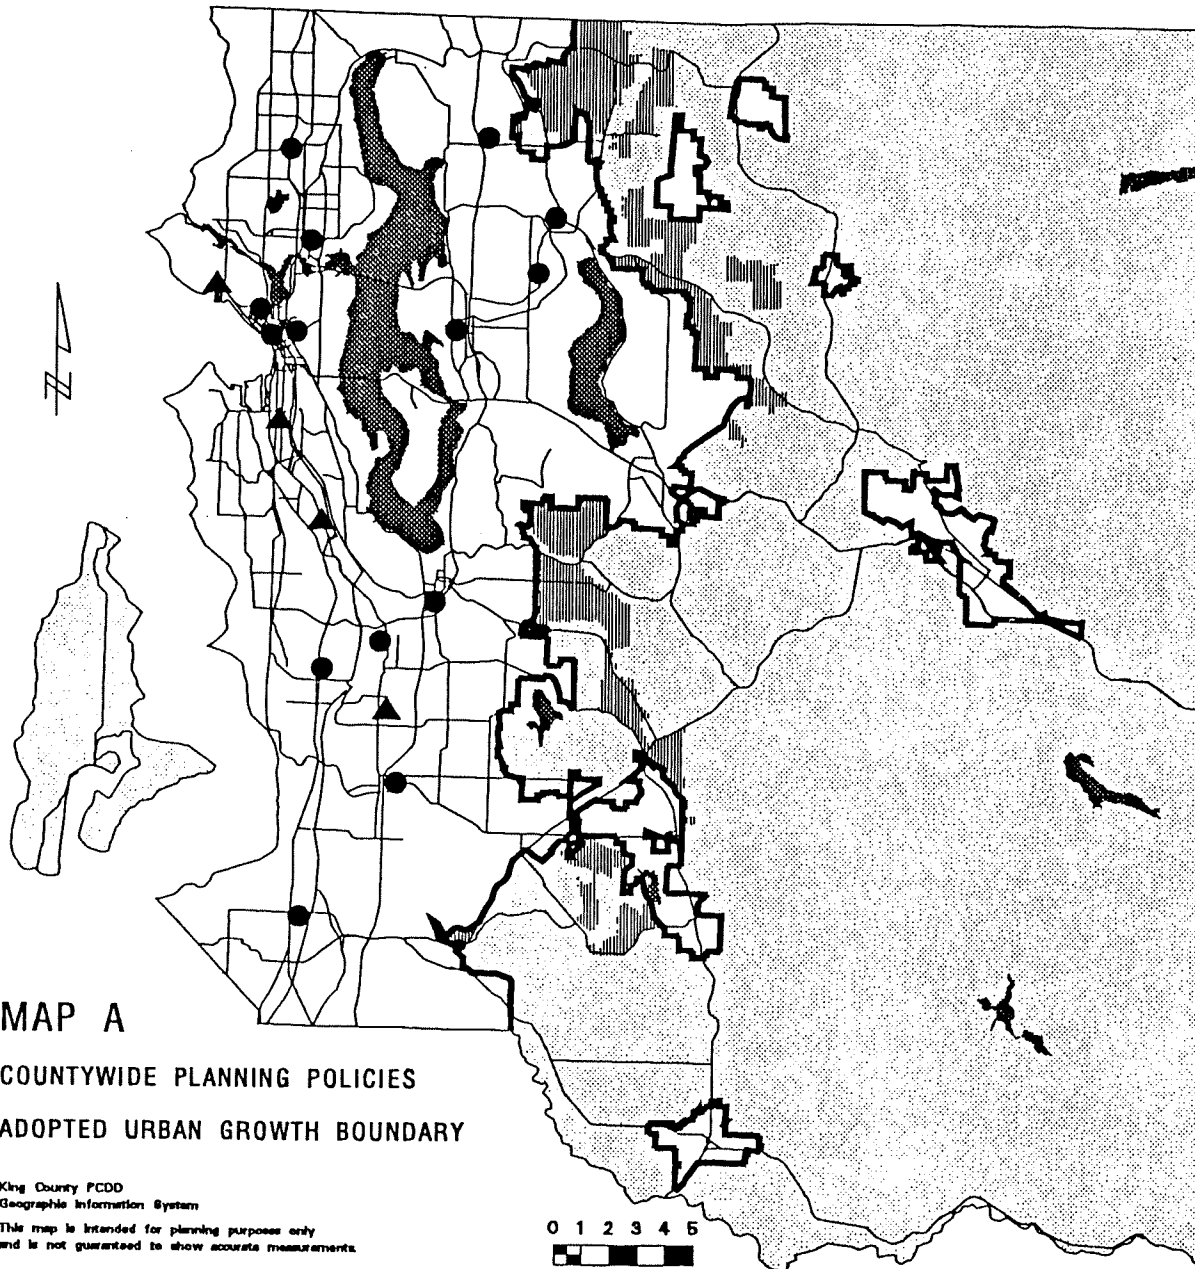 MAP A
COUNTYWIDE PLANNING POLICIES
ADOPTED URBAN GROWTH BOUNDARY
King County PCDD
Geographic Information System
This map is intended for planning purposes only
and is not guaranteed to show accurate measurements.
0 1 2 3 4 5